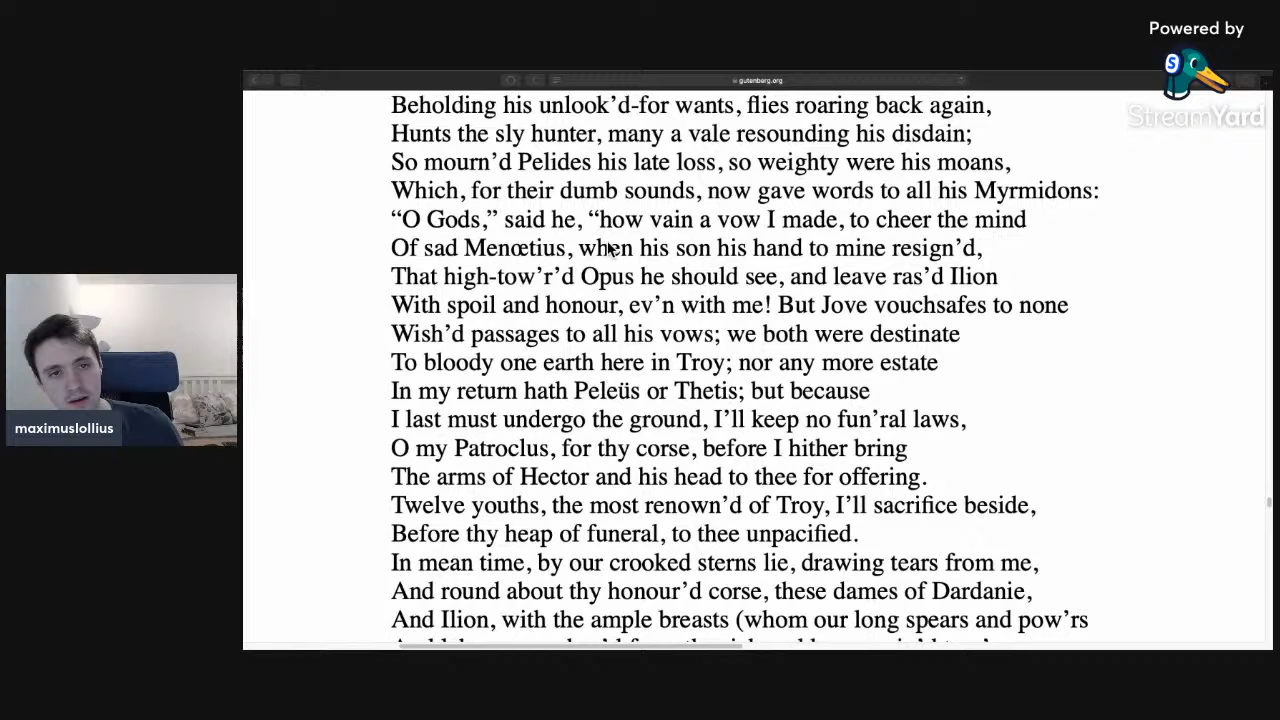 Powered by
S
StreamYard
gutenberg.org
Beholding his unlook’d-for wants, flies roaring back again,
Hunts the sly hunter, many a vale resounding his disdain;
So mourn’d Pelides his late loss, so weighty were his moans,
Which, for their dumb sounds, now gave words to all his Myrmidons:
“O Gods,” said he, “how vain a vow I made, to cheer the mind
Of sad Menœtius, when his son his hand to mine resign’d,
That high-tow’r’d Opus he should see, and leave ras’d Ilion
With spoil and honour, ev’n with me! But Jove vouchsafes to none
Wish’d passages to all his vows; we both were destinate
To bloody one earth here in Troy; nor any more estate
In my return hath Peleüs or Thetis; but because
I last must undergo the ground, I’ll keep no fun’ral laws,
O my Patroclus, for thy corse, before I hither bring
The arms of Hector and his head to thee for offering.
Twelve youths, the most renown’d of Troy, I’ll sacrifice beside,
Before thy heap of funeral, to thee unpacified.
In mean time, by our crooked sterns lie, drawing tears from me,
And round about thy honour’d corse, these dames of Dardanie,
And Ilion, with the ample breasts (whom our long spears and pow’rs
maximuslollius